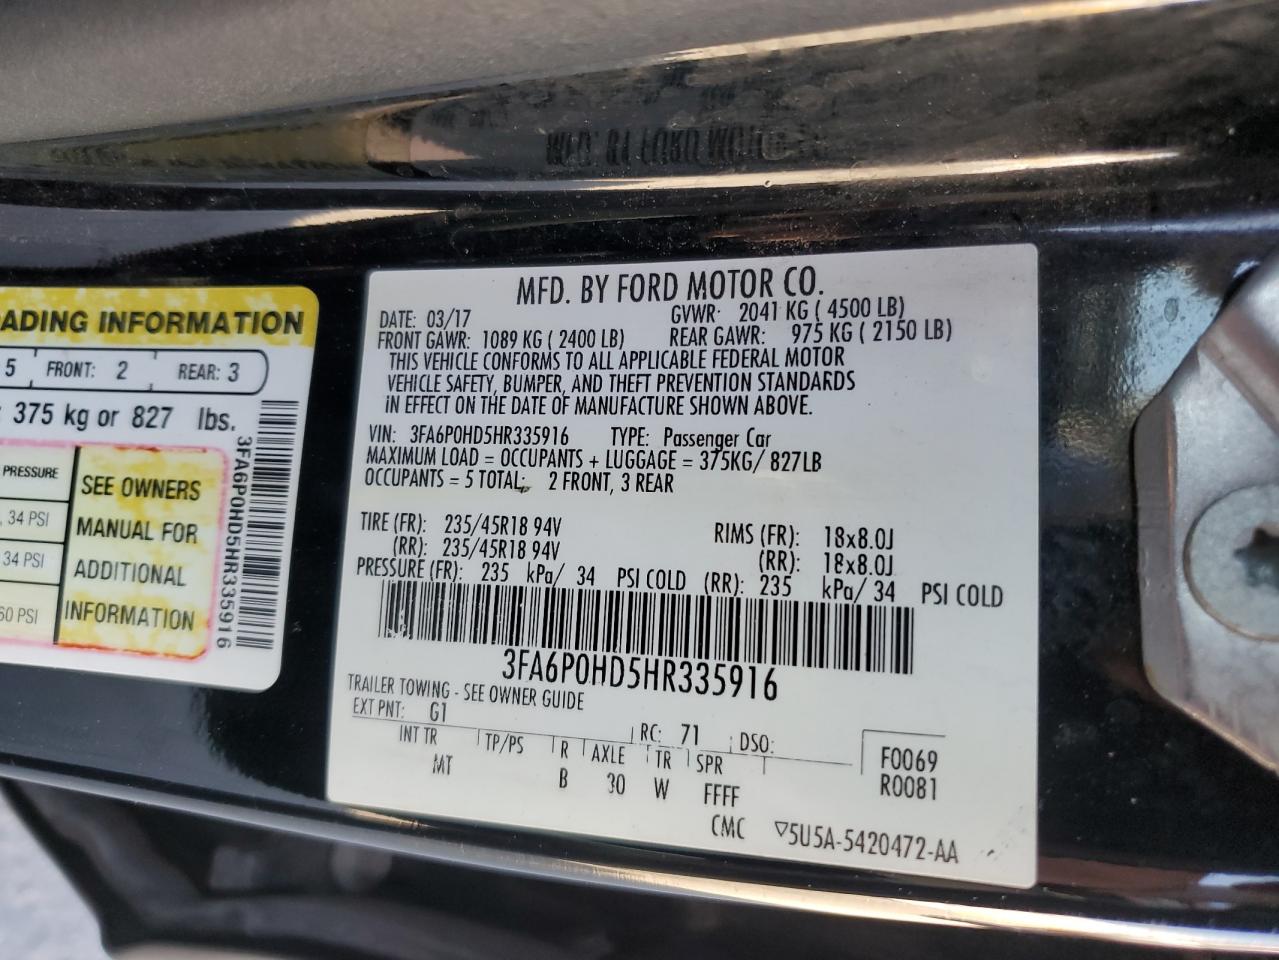 ADING INFORMATION
5 FRONT: 2 REAR: 3
375 kg or 827 lbs.
PRESSURE
34 PSI
34 PSI
60 PSI
SEE OWNERS
MANUAL FOR
ADDITIONAL
INFORMATION
3FA6P0HD5HR335916
MFD. BY FORD MOTOR CO.
DATE: 03/17 GVWR: 2041 KG ( 4500 LB)
FRONT GAWR: 1089 KG ( 2400 LB) REAR GAWR: 975 KG ( 2150 LB)
THIS VEHICLE CONFORMS TO ALL APPLICABLE FEDERAL MOTOR
VEHICLE SAFETY, BUMPER, AND THEFT PREVENTION STANDARDS
IN EFFECT ON THE DATE OF MANUFACTURE SHOWN ABOVE.
VIN: 3FA6P0HD5HR335916 TYPE: Passenger Car
MAXIMUM LOAD = OCCUPANTS + LUGGAGE = 375KG/ 827LB
OCCUPANTS = 5 TOTAL: 2 FRONT, 3 REAR
TIRE (FR): 235/45R18 94V RIMS (FR): 18x8.0J
(RR): 235/45R18 94V (RR): 18x8.0J
PRESSURE (FR): 235 kPa/ 34 PSI COLD (RR): 235 kPa/ 34 PSI COLD
3FA6P0HD5HR335916
TRAILER TOWING - SEE OWNER GUIDE
EXT PNT: G1 RC: 71 DSO:
INT TR TP/PS R AXLE TR SPR
MT B 30 W FFFF
CMC
F0069
R0081
▽5U5A-5420472-AA